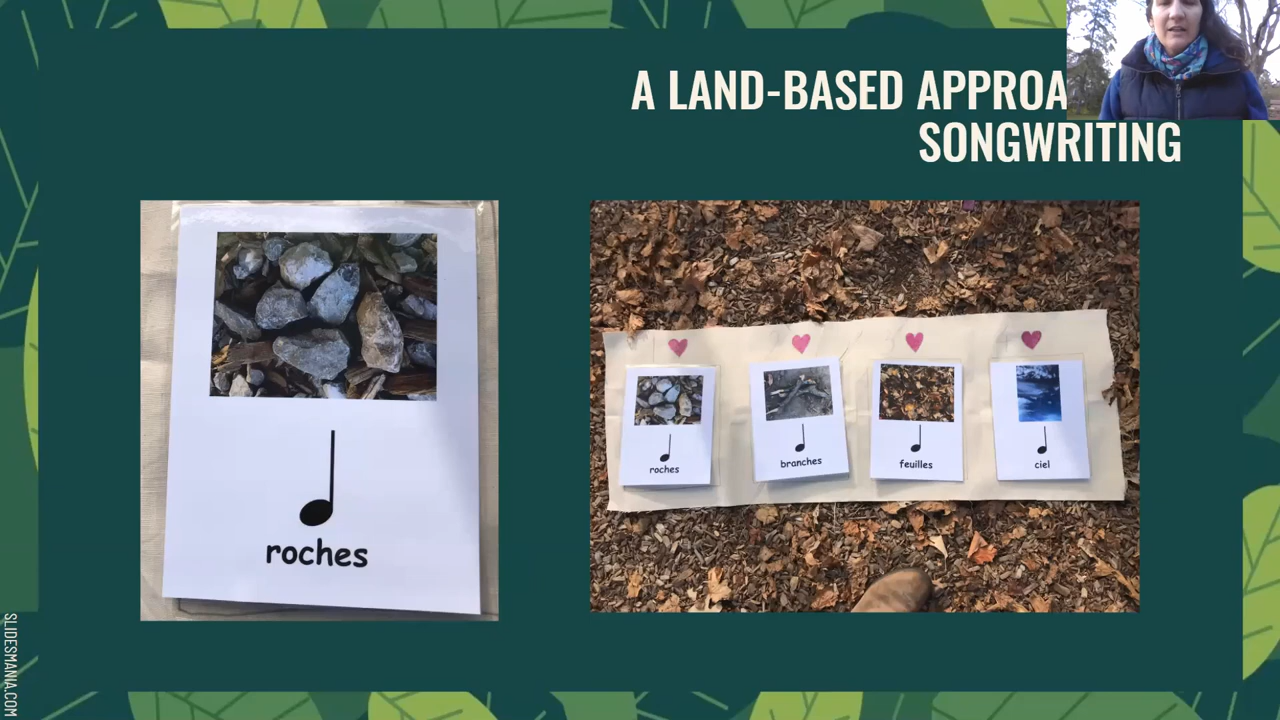 A LAND-BASED APPROA
SONGWRITING
roches
roches
branches
feuilles
ciel
SLIDESMANIA.COM